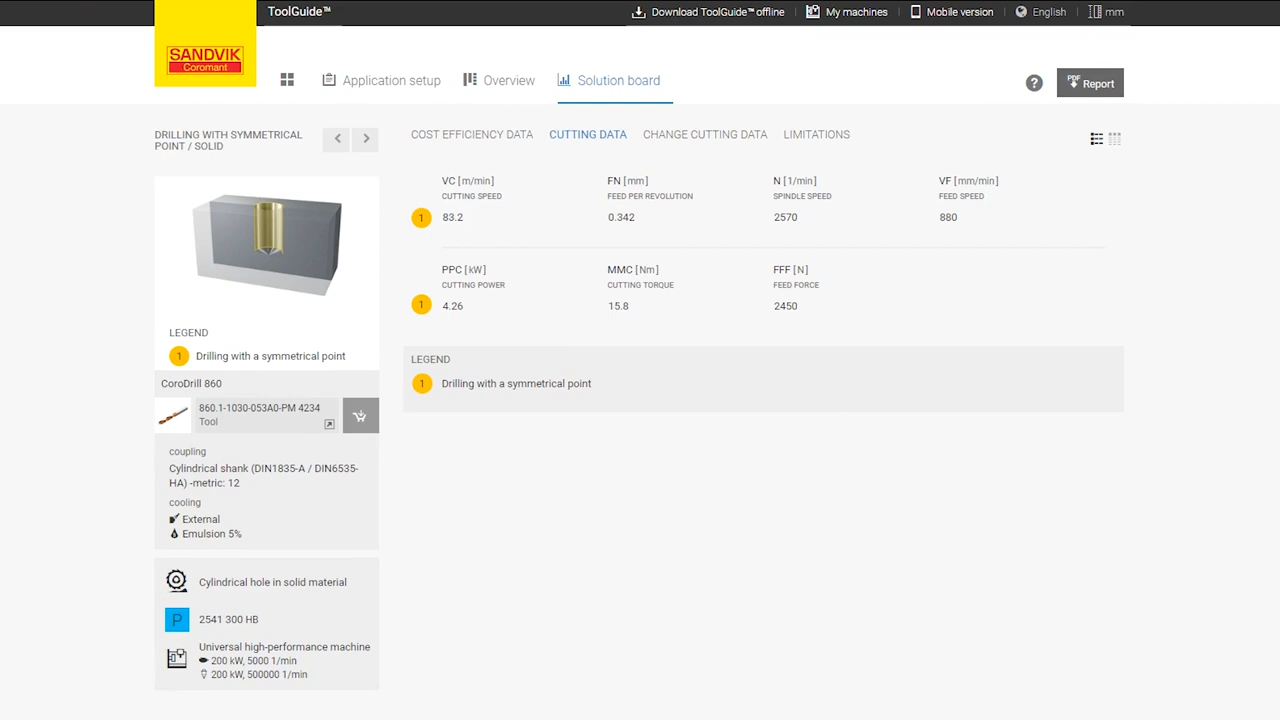 ToolGuide™
Download ToolGuide™ offline
My machines
Mobile version
English
mm
SANDVIK
Coromant
Application setup
Overview
Solution board
?
PDF
Report
DRILLING WITH SYMMETRICAL
POINT / SOLID
LEGEND
1 Drilling with a symmetrical point
CoroDrill 860
860.1-1030-053A0-PM 4234
Tool
coupling
Cylindrical shank (DIN1835-A / DIN6535-
HA) -metric: 12
cooling
External
Emulsion 5%
Cylindrical hole in solid material
P 2541 300 HB
Universal high-performance machine
200 kW, 5000 1/min
200 kW, 500000 1/min
COST EFFICIENCY DATA CUTTING DATA CHANGE CUTTING DATA LIMITATIONS
VC [m/min] FN [mm] N [1/min] VF [mm/min]
CUTTING SPEED FEED PER REVOLUTION SPINDLE SPEED FEED SPEED
1 83.2 0.342 2570 880
PPC [kW] MMC [Nm] FFF [N]
CUTTING POWER CUTTING TORQUE FEED FORCE
1 4.26 15.8 2450
LEGEND
1 Drilling with a symmetrical point